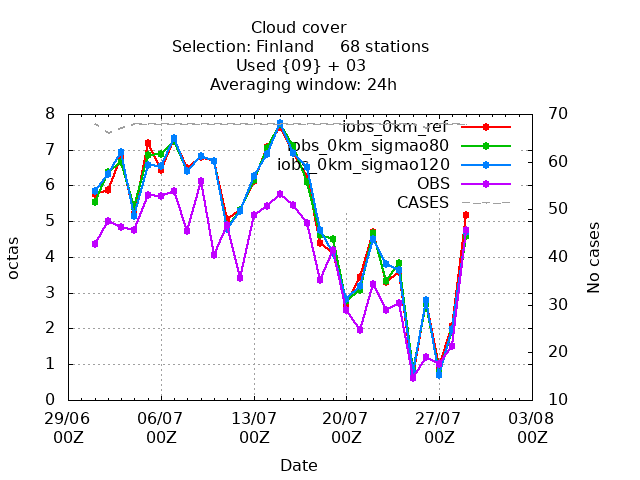 Cloud cover
Selection: Finland 68 stations
Used {09} + 03
Averaging window: 24h
8 70
7 60
6 50
5 40
4 30
3 20
2 10
1
0
iobs_0km_ref
iobs_0km_sigmao80
iobs_0km_sigmao120
OBS
CASES
octas
No cases
29/06 06/07 13/07 20/07 27/07 03/08
00Z 00Z 00Z 00Z 00Z 00Z
Date